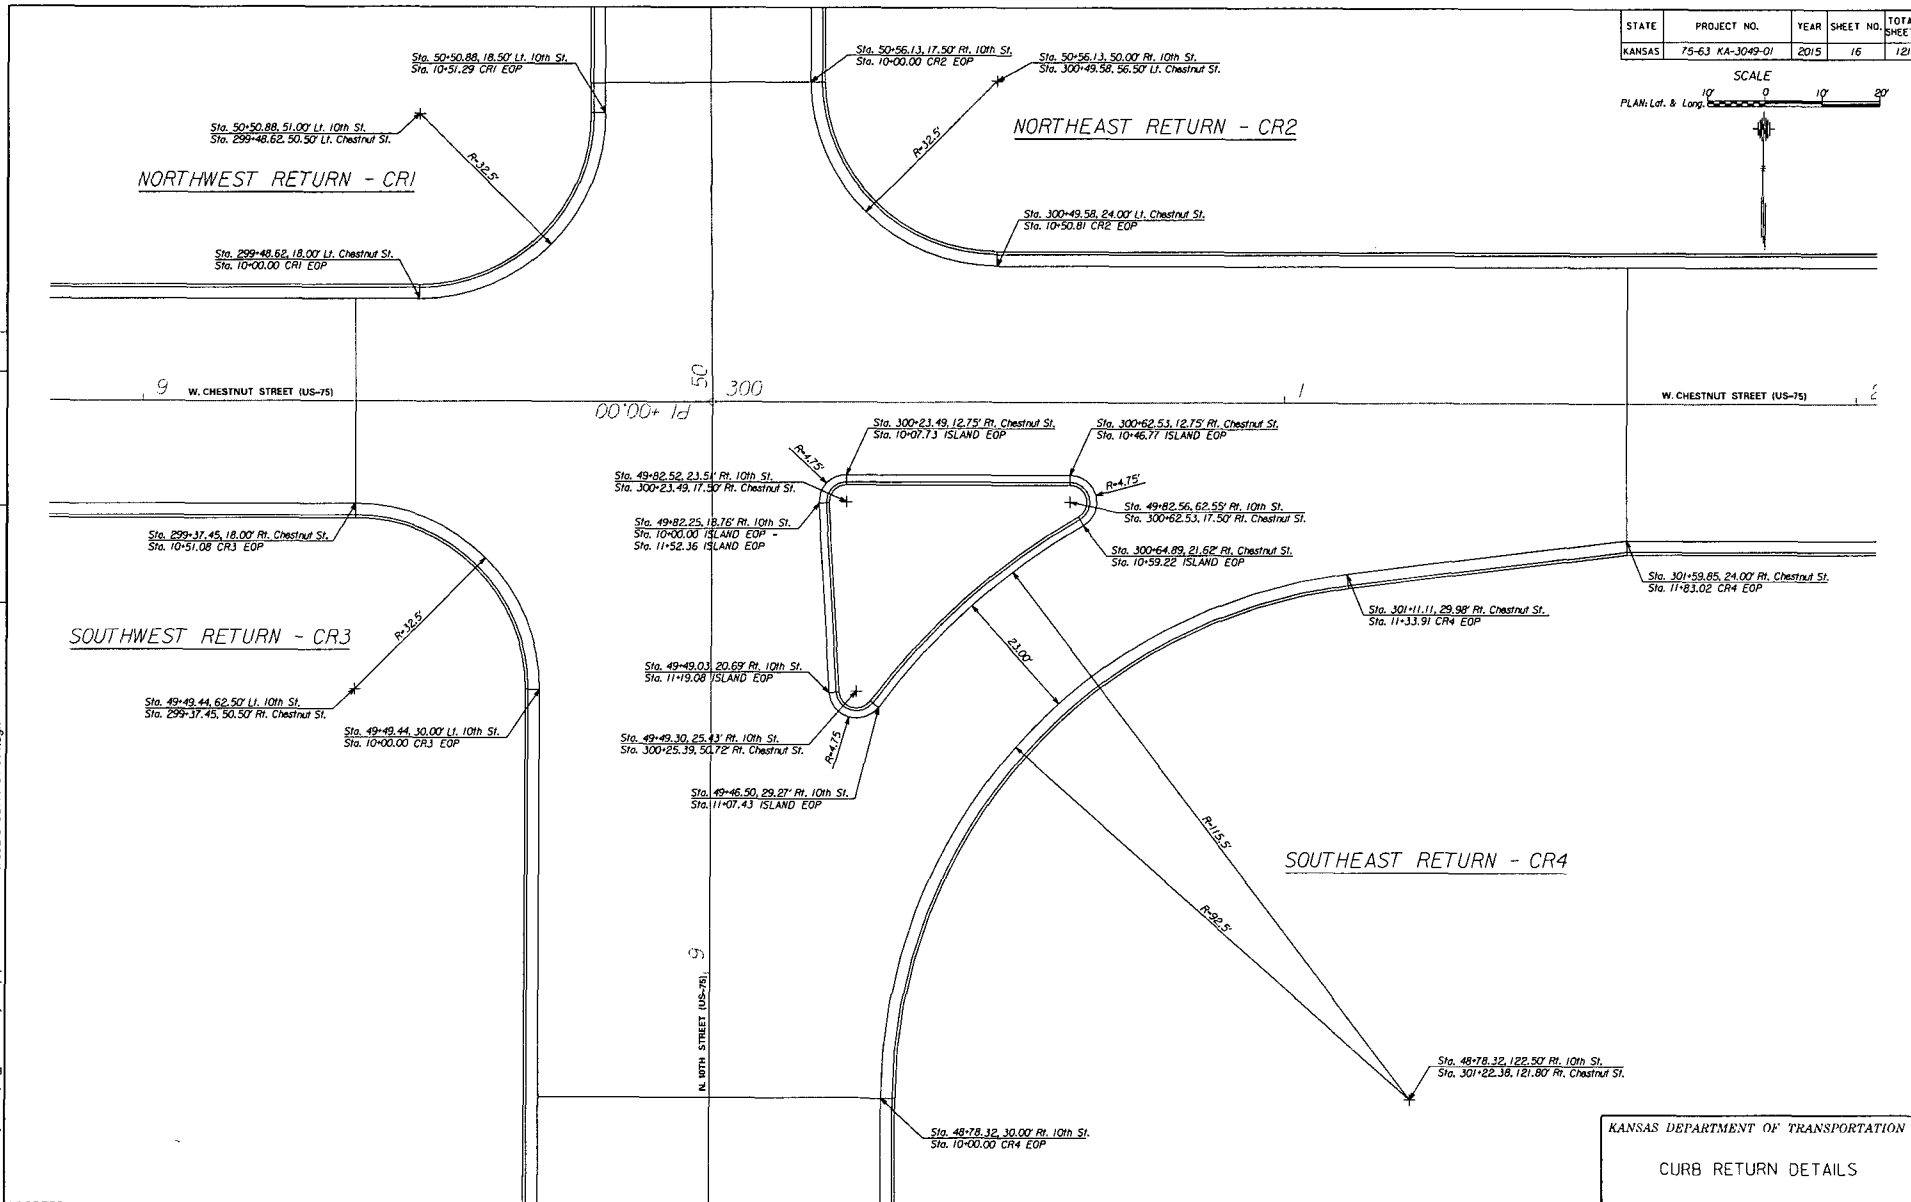 STATE PROJECT NO. YEAR SHEET NO. TOTA SHEET
KANSAS 75-63 KA-3049-01 2015 16 121
SCALE
10' 0 10' 20'
PLAN: Lat. & Long.
Sta. 50+50.88, 18.50' Lt. 10th St.
Sta. 10+51.29 CR1 EOP
Sta. 50+56.13, 17.50' Rt. 10th St.
Sta. 10+00.00 CR2 EOP
Sta. 50+56.13, 50.00' Rt. 10th St.
Sta. 300+49.58, 56.50' Lt. Chestnut St.
Sta. 50+50.88, 51.00' Lt. 10th St.
Sta. 299+48.62, 50.50' Lt. Chestnut St.
R=32.5'
R=32.5'
NORTHWEST RETURN - CR1
NORTHEAST RETURN - CR2
Sta. 299+48.62, 18.00' Lt. Chestnut St.
Sta. 10+00.00 CR1 EOP
Sta. 300+49.58, 24.00' Lt. Chestnut St.
Sta. 10+50.81 CR2 EOP
9
W. CHESTNUT STREET (US-75)
50
300
PI +00.00
1
W. CHESTNUT STREET (US-75)
2
Sta. 300+23.49, 12.75' Rt. Chestnut St.
Sta. 10+07.73 ISLAND EOP
Sta. 300+62.53, 12.75' Rt. Chestnut St.
Sta. 10+46.77 ISLAND EOP
R=4.75'
R=4.75'
Sta. 49+82.52, 23.51' Rt. 10th St.
Sta. 300+23.49, 17.50' Rt. Chestnut St.
Sta. 49+82.25, 18.76' Rt. 10th St.
Sta. 10+00.00 ISLAND EOP =
Sta. 11+52.36 ISLAND EOP
Sta. 49+82.56, 62.55' Rt. 10th St.
Sta. 300+62.53, 17.50' Rt. Chestnut St.
Sta. 300+64.89, 21.62' Rt. Chestnut St.
Sta. 10+59.22 ISLAND EOP
Sta. 299+37.45, 18.00' Rt. Chestnut St.
Sta. 10+51.08 CR3 EOP
Sta. 301+59.85, 24.00' Rt. Chestnut St.
Sta. 11+83.02 CR4 EOP
Sta. 301+11.11, 29.98' Rt. Chestnut St.
Sta. 11+33.91 CR4 EOP
SOUTHWEST RETURN - CR3
R=32.5'
23.00'
Sta. 49+49.03, 20.69' Rt. 10th St.
Sta. 11+19.08 ISLAND EOP
Sta. 49+49.44, 62.50' Lt. 10th St.
Sta. 299+37.45, 50.50' Rt. Chestnut St.
Sta. 49+49.44, 30.00' Lt. 10th St.
Sta. 10+00.00 CR3 EOP
Sta. 49+49.30, 25.43' Rt. 10th St.
Sta. 300+25.39, 50.72' Rt. Chestnut St.
R=4.75
Sta. 49+46.50, 29.27' Rt. 10th St.
Sta. 11+07.43 ISLAND EOP
R=115.5'
R=92.5'
SOUTHEAST RETURN - CR4
9
N. 10TH STREET (US-75)
Sta. 48+78.32, 122.50' Rt. 10th St.
Sta. 301+22.38, 121.80' Rt. Chestnut St.
Sta. 48+78.32, 30.00' Rt. 10th St.
Sta. 10+00.00 CR4 EOP
KANSAS DEPARTMENT OF TRANSPORTATION
CURB RETURN DETAILS